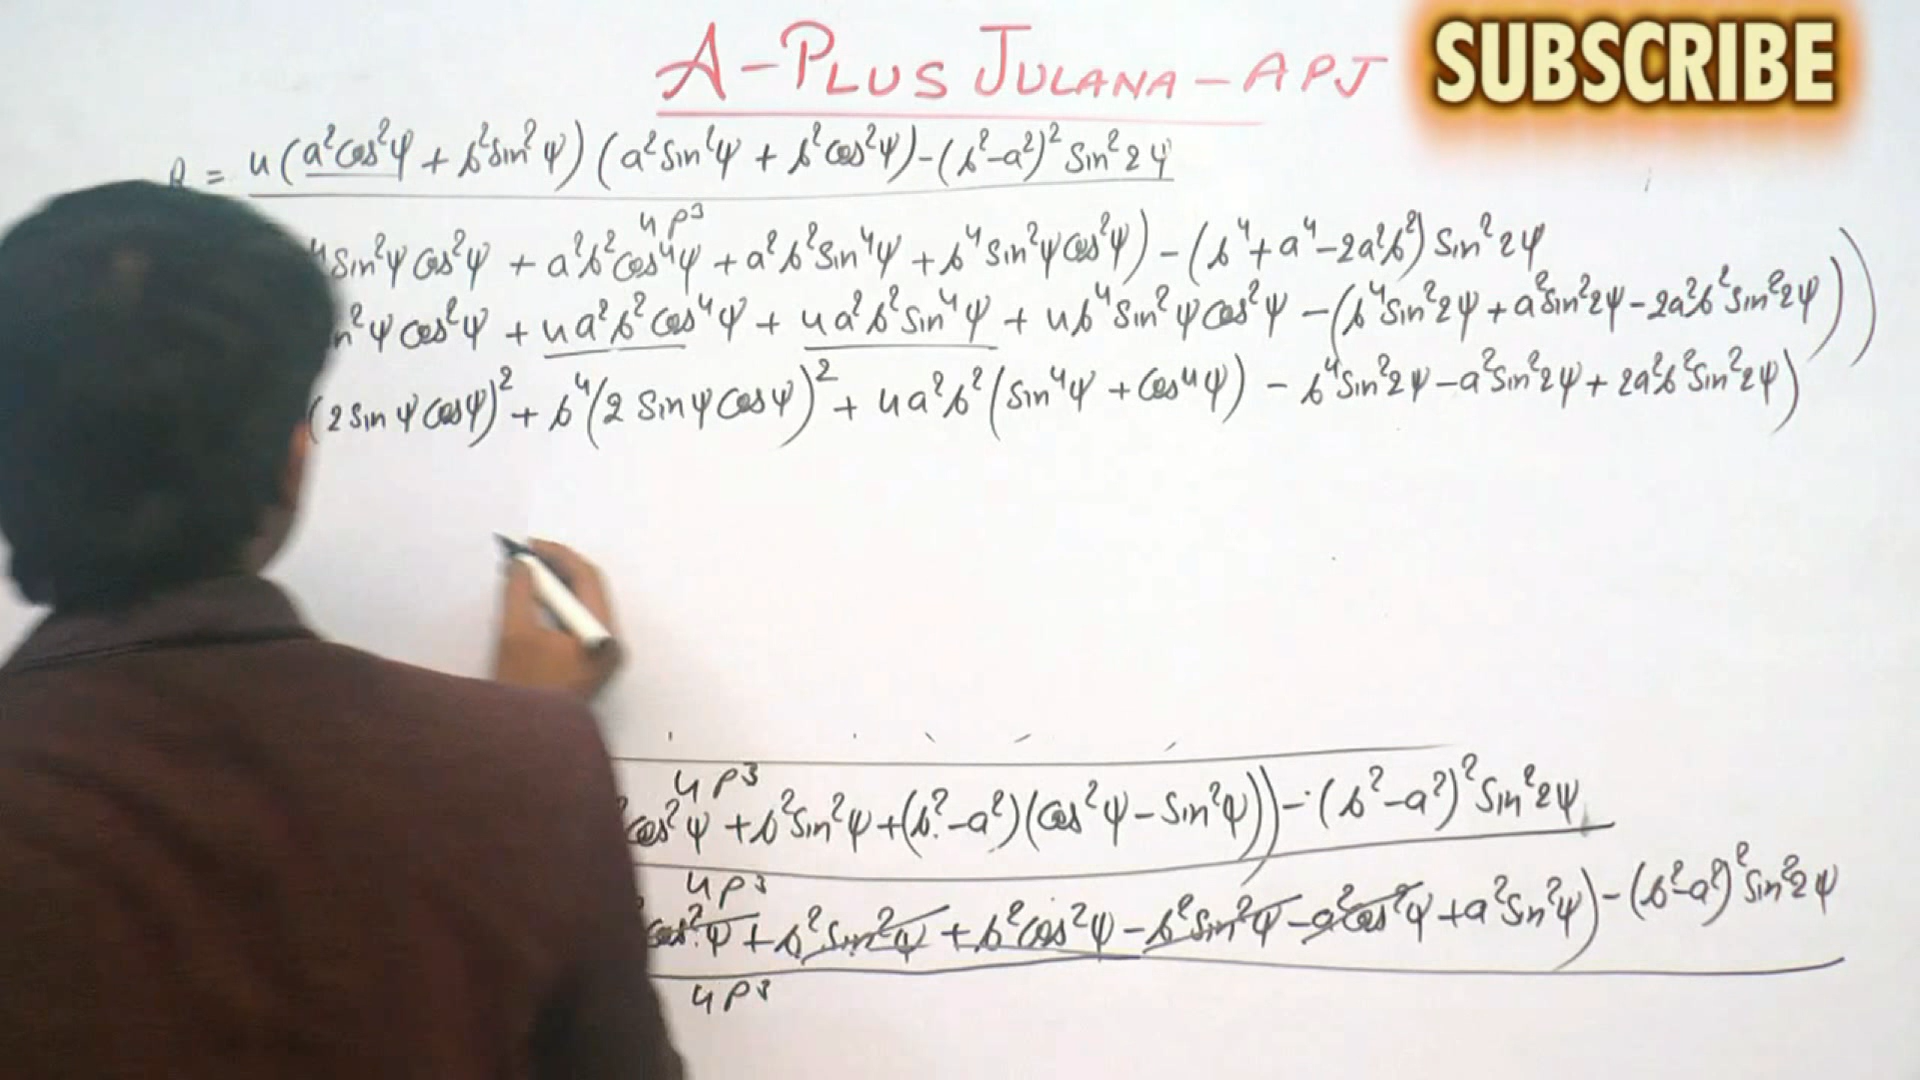 A-PLUS JULANA - APJ
SUBSCRIBE
= 4(a²cos²ψ + b²sin²ψ)(a²sin²ψ + b²cos²ψ) - (b²-a²)² sin²2ψ
4ρ³
sin²ψ cos²ψ + a²b²cos⁴ψ + a²b²sin⁴ψ + b⁴sin²ψcos²ψ) - (b⁴+a⁴-2a²b²) sin²2ψ
ψ cos²ψ + 4a²b²cos⁴ψ + 4a²b²sin⁴ψ + 4b⁴sin²ψcos²ψ - (b⁴sin²2ψ + a²sin²2ψ - 2a²b²sin²2ψ))
(2 sinψ cosψ)² + b⁴(2 sinψ cosψ)² + 4a²b²(sin⁴ψ + cos⁴ψ) - b⁴sin²2ψ - a²sin²2ψ + 2a²b²sin²2ψ)
4ρ³
cos²ψ + b²sin²ψ + (b²-a²)(cos²ψ - sin²ψ)) - (b²-a²)² sin²2ψ
4ρ³
cos²ψ + b²sin²ψ + b²cos²ψ - b²sin²ψ - a²cos²ψ + a²sin²ψ) - (b²-a²)² sin²2ψ
4ρ³